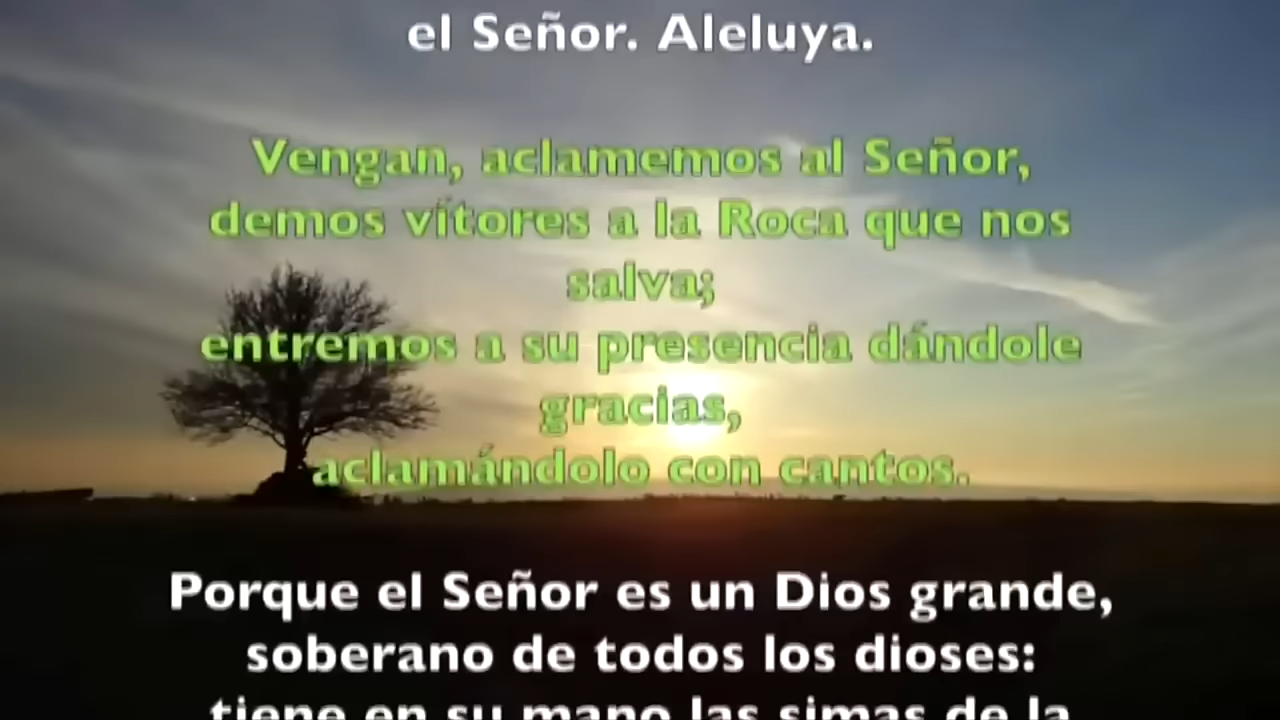 el Señor. Aleluya.
Vengan, aclamemos al Señor,
demos vítores a la Roca que nos
salva;
entremos a su presencia dándole
gracias,
aclamándolo con cantos.
Porque el Señor es un Dios grande,
soberano de todos los dioses:
tiene en su mano las simas de la